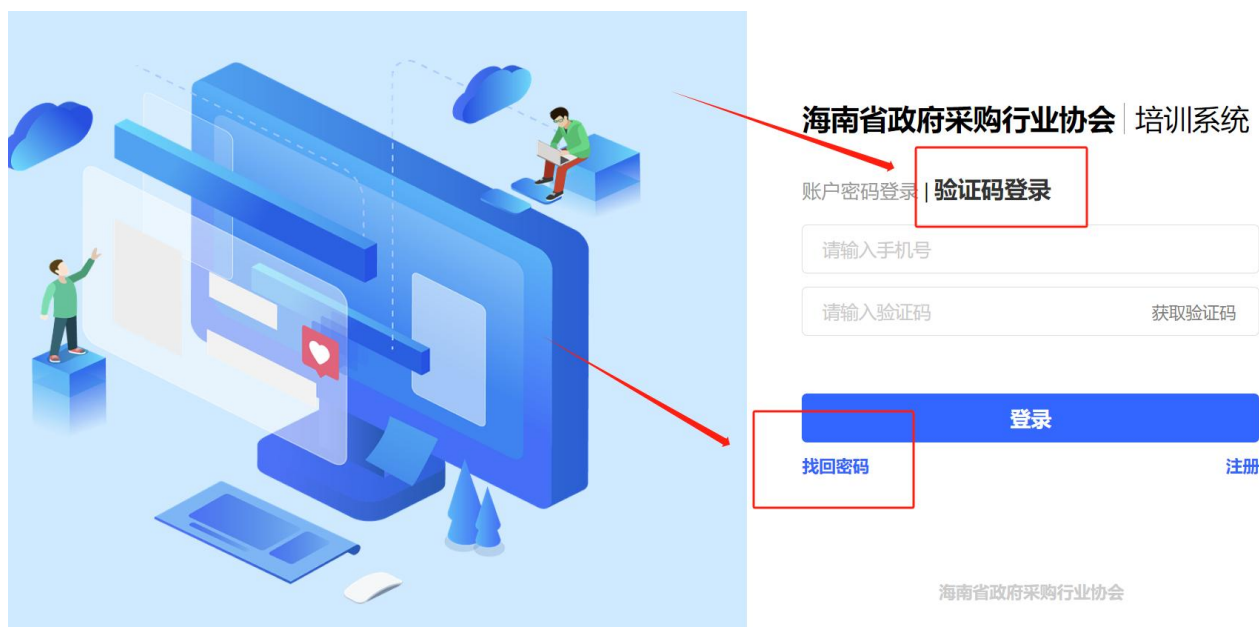 海南省政府采购行业协会 | 培训系统
账户密码登录 | 验证码登录
请输入手机号
请输入验证码 获取验证码
登录
找回密码 注册
海南省政府采购行业协会